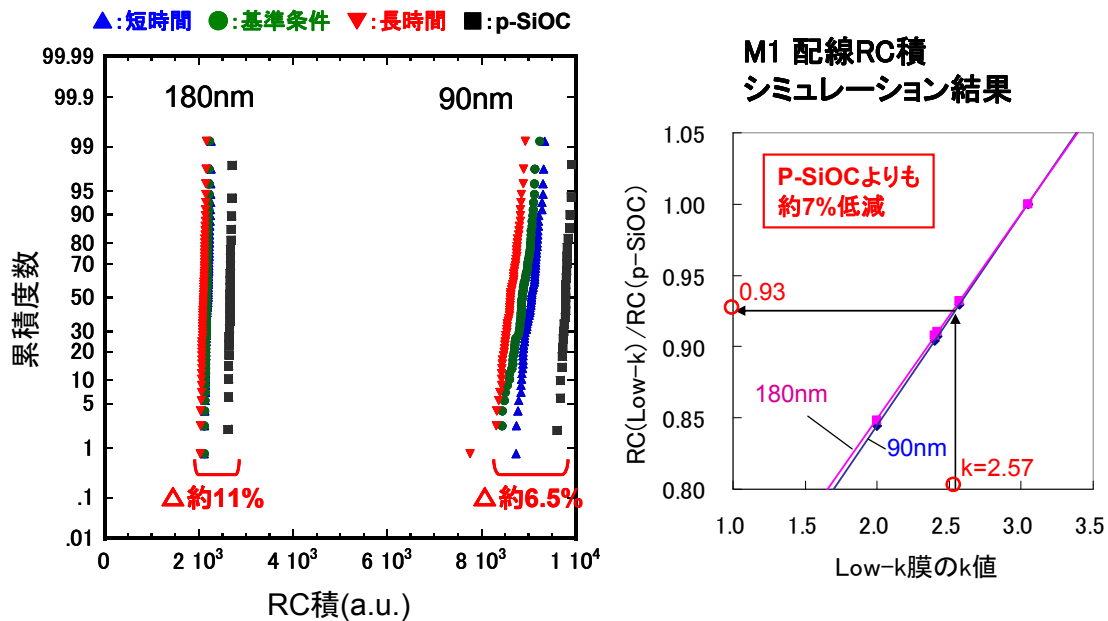 ▲:短時間 ●:基準条件 ▼:長時間 ■:p-SiOC
99.99
99.9
99
95
90
80
70
50
30
20
10
5
1
.1
.01
累積度数
180nm
90nm
△約11%
△約6.5%
0
2 10³
4 10³
6 10³
8 10³
1 10⁴
RC積(a.u.)
M1 配線RC積
シミュレーション結果
1.05
1.00
0.95
0.90
0.85
0.80
RC(Low-k)/RC(p-SiOC)
P-SiOCよりも
約7%低減
0.93
180nm
90nm
k=2.57
1.0
1.5
2.0
2.5
3.0
3.5
Low-k膜のk値